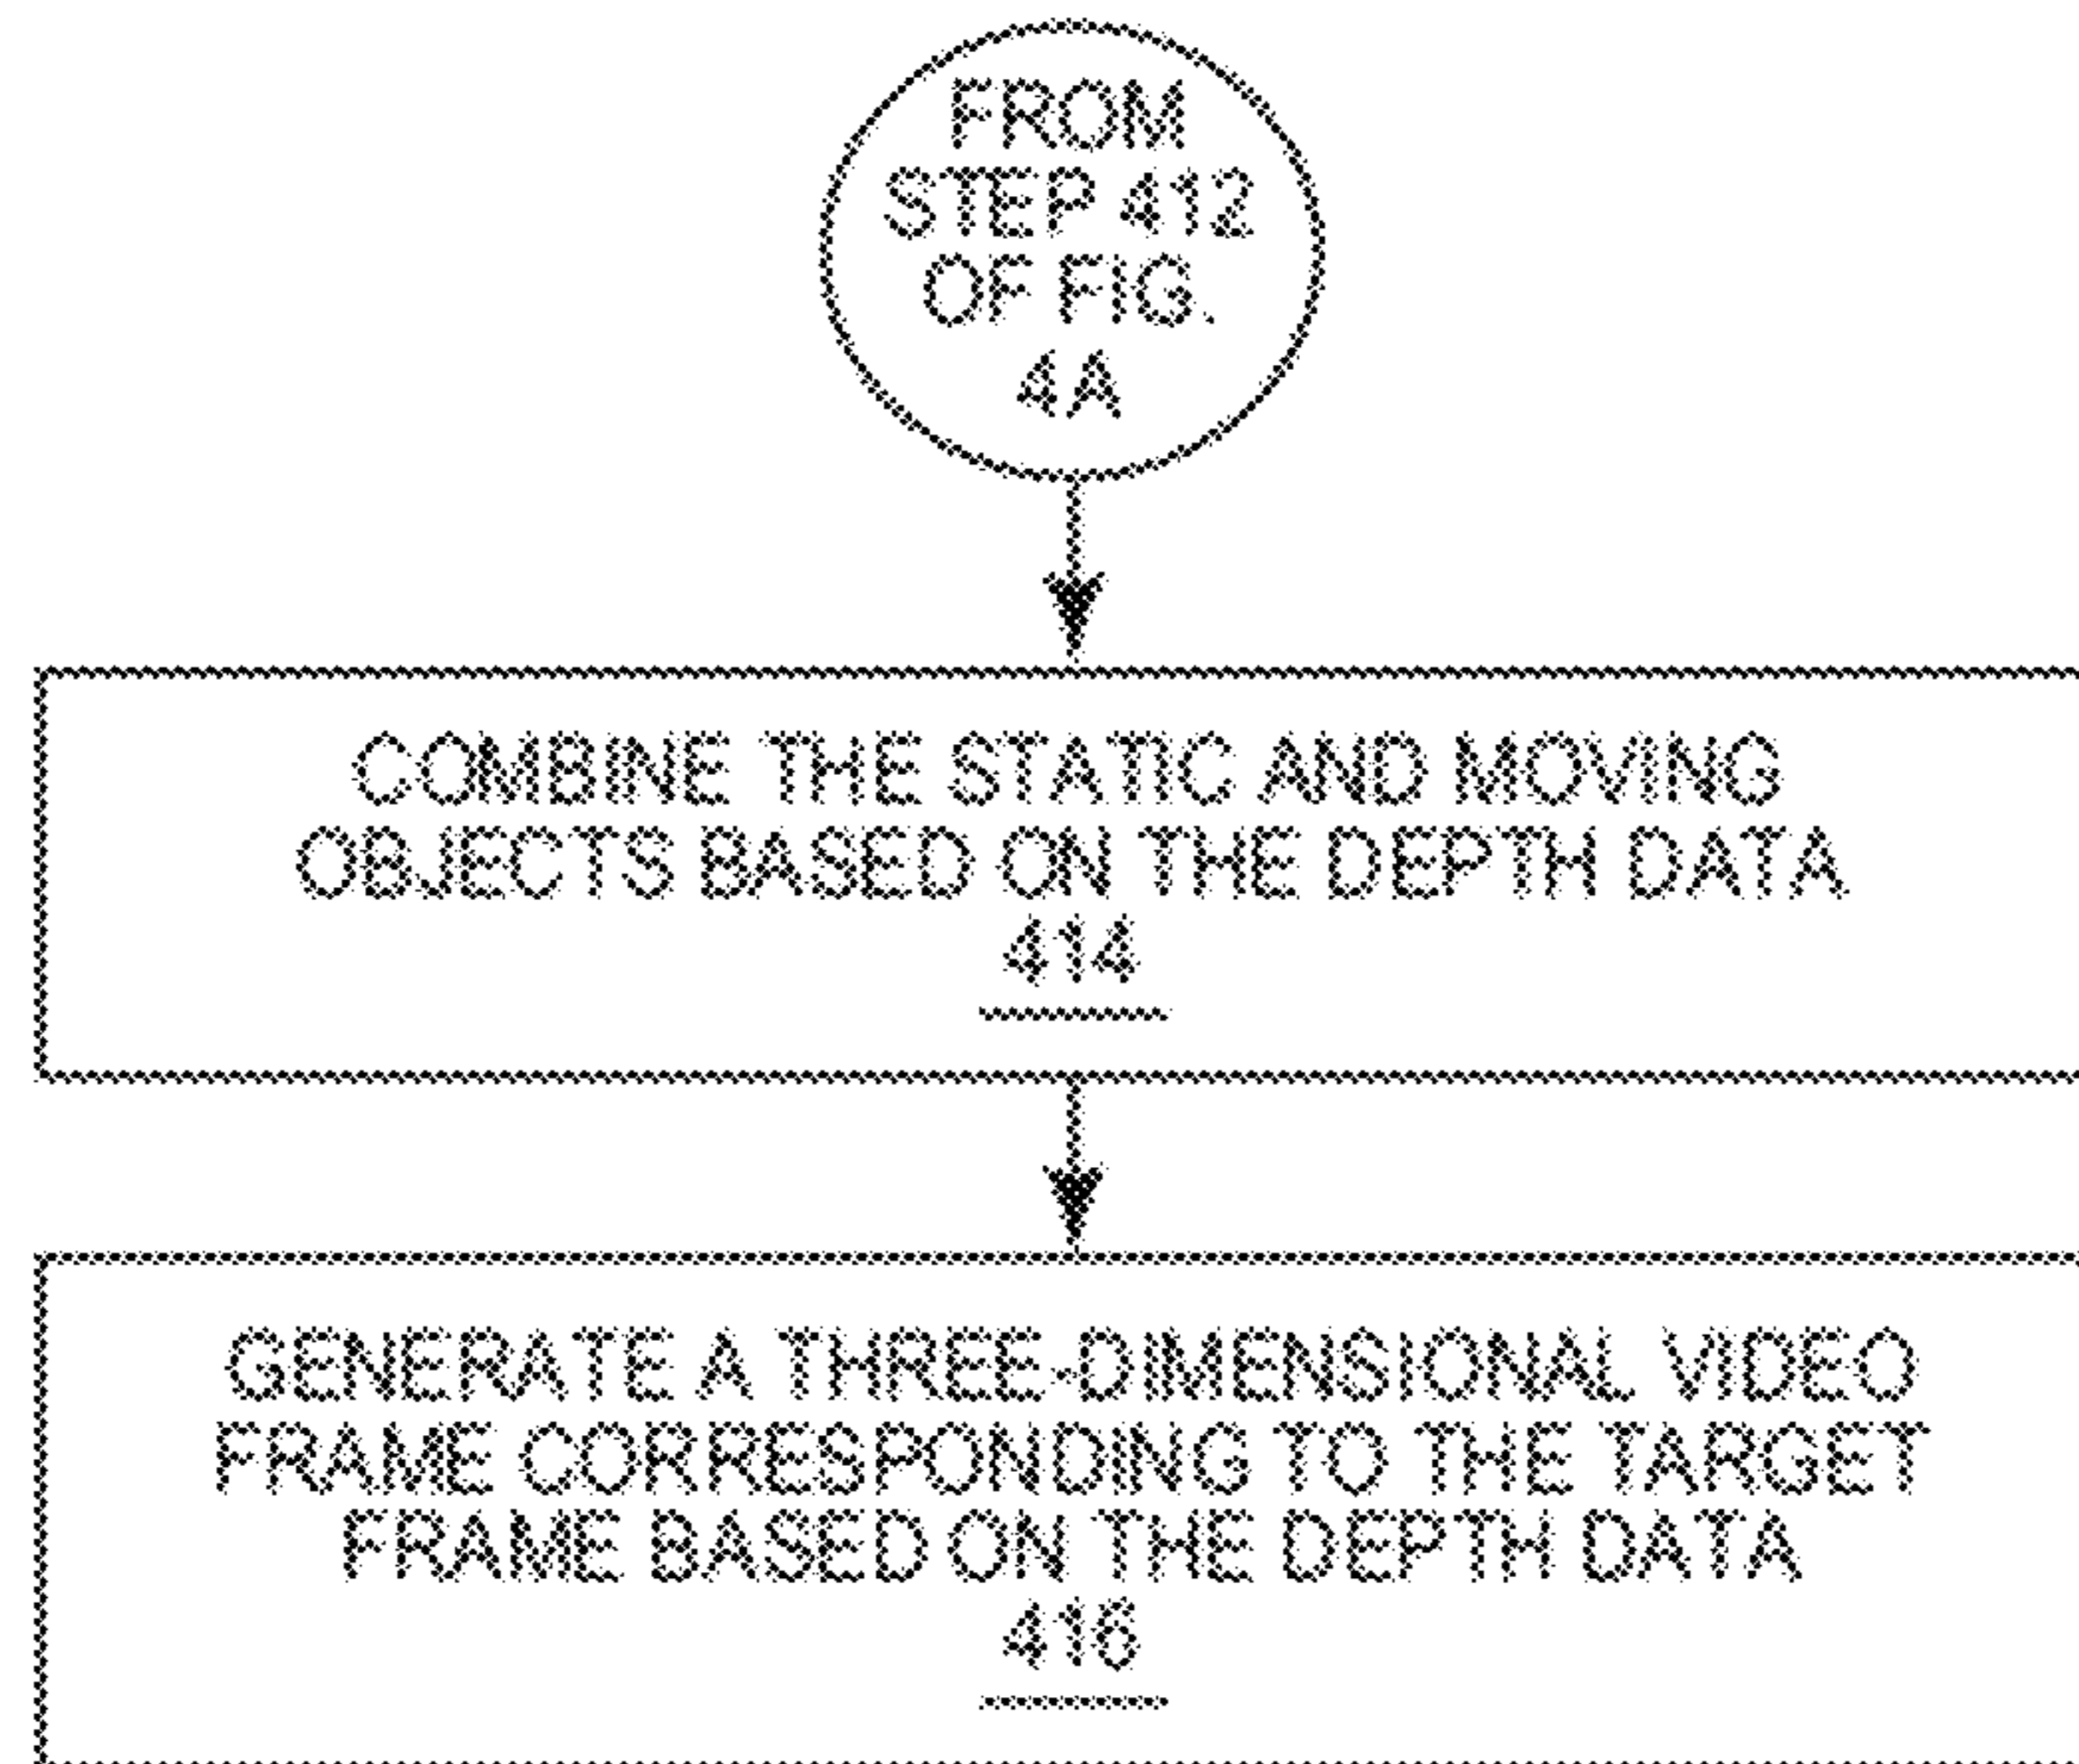 FROM
STEP 412
OF FIG.
4A
COMBINE THE STATIC AND MOVING
OBJECTS BASED ON THE DEPTH DATA
414
GENERATE A THREE-DIMENSIONAL VIDEO
FRAME CORRESPONDING TO THE TARGET
FRAME BASED ON THE DEPTH DATA
416